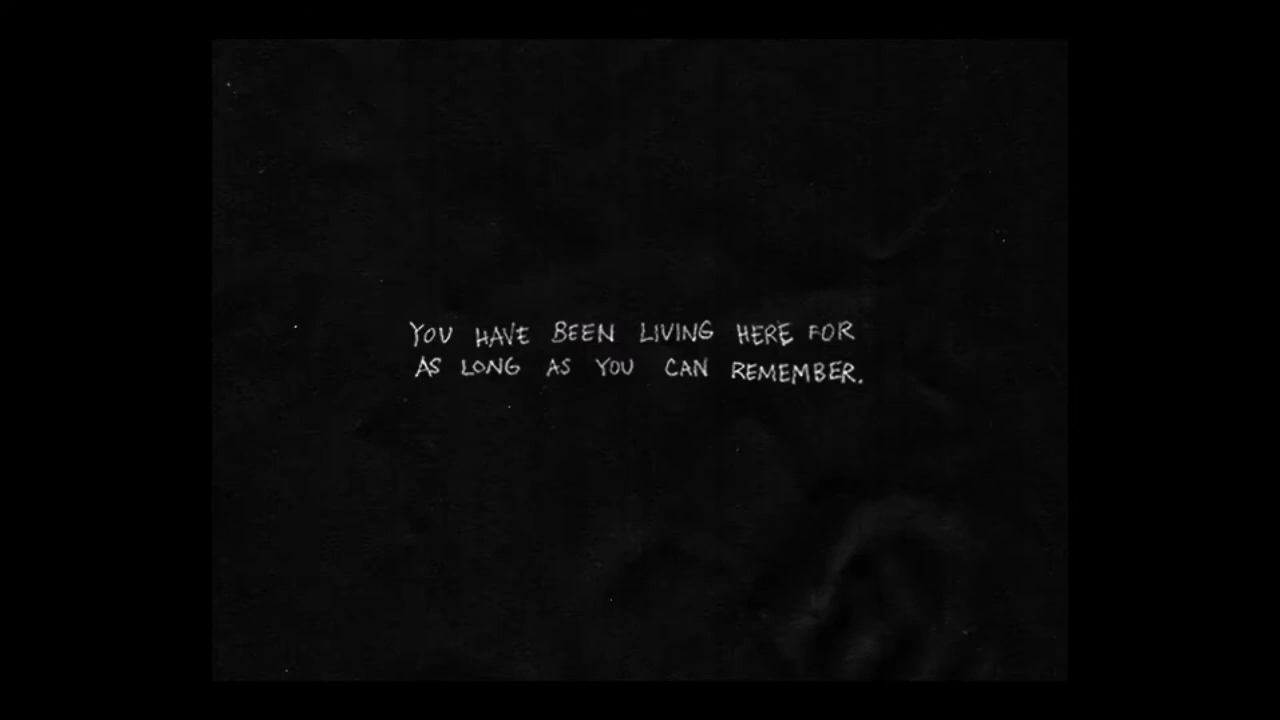 YOU HAVE BEEN LIVING HERE FOR
AS LONG AS YOU CAN REMEMBER.